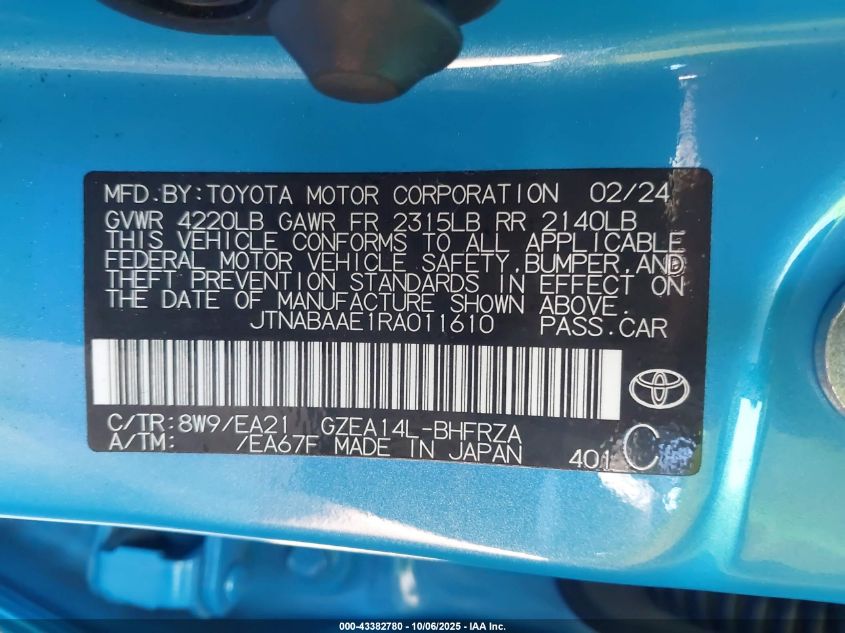 MFD.BY:TOYOTA MOTOR CORPORATION 02/24
GVWR 4220LB GAWR FR 2315LB RR 2140LB
THIS VEHICLE CONFORMS TO ALL APPLICABLE
FEDERAL MOTOR VEHICLE SAFETY,BUMPER,AND
THEFT PREVENTION STANDARDS IN EFFECT ON
THE DATE OF MANUFACTURE SHOWN ABOVE.
JTNABAAE1RA011610 PASS.CAR
C/TR:8W9/EA21 GZEA14L-BHFRZA
A/TM: /EA67F MADE IN JAPAN 401 C
000-43382780 - 10/06/2025 - IAA Inc.